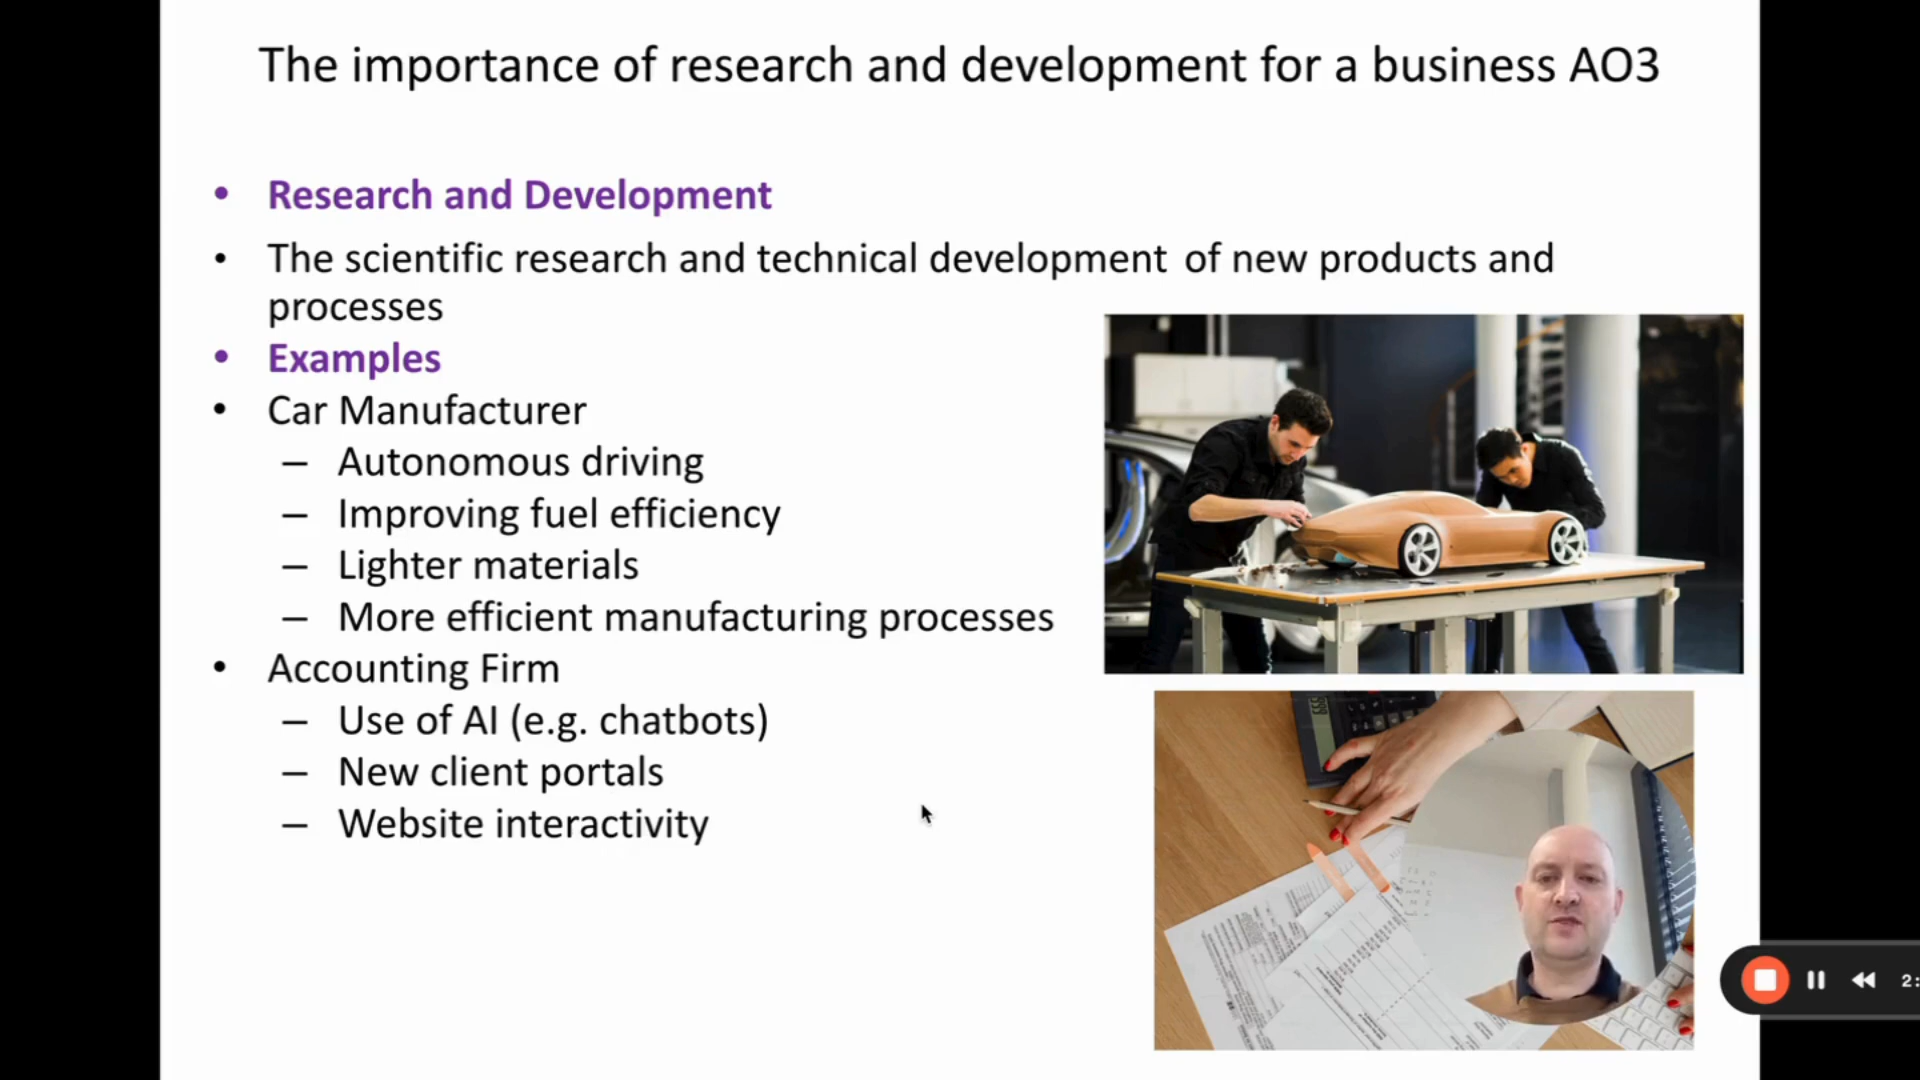 The importance of research and development for a business AO3
• Research and Development
• The scientific research and technical development of new products and
processes
• Examples
• Car Manufacturer
– Autonomous driving
– Improving fuel efficiency
– Lighter materials
– More efficient manufacturing processes
• Accounting Firm
– Use of AI (e.g. chatbots)
– New client portals
– Website interactivity
2: